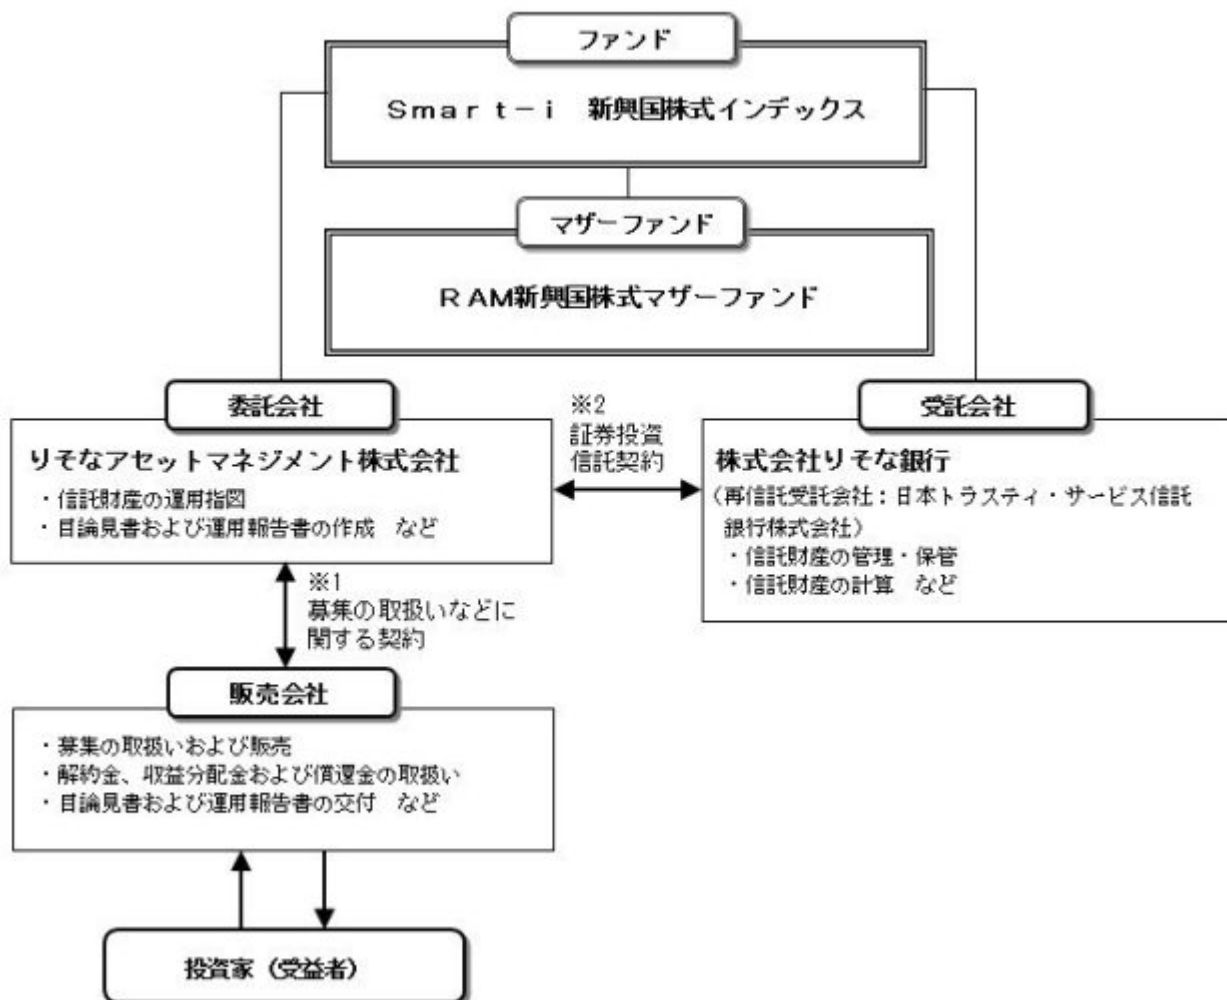 ファンド
Smart-i 新興国株式インデックス
マザーファンド
RAM新興国株式マザーファンド
委託会社
りそなアセットマネジメント株式会社
・信託財産の運用指図
・目論見書および運用報告書の作成 など
※2
証券投資
信託契約
受託会社
株式会社りそな銀行
(再信託受託会社:日本トラスティ・サービス信託
銀行株式会社)
・信託財産の管理・保管
・信託財産の計算 など
※1
募集の取扱いなどに
関する契約
販売会社
・募集の取扱いおよび販売
・解約金、収益分配金および償還金の取扱い
・目論見書および運用報告書の交付 など
投資家(受益者)